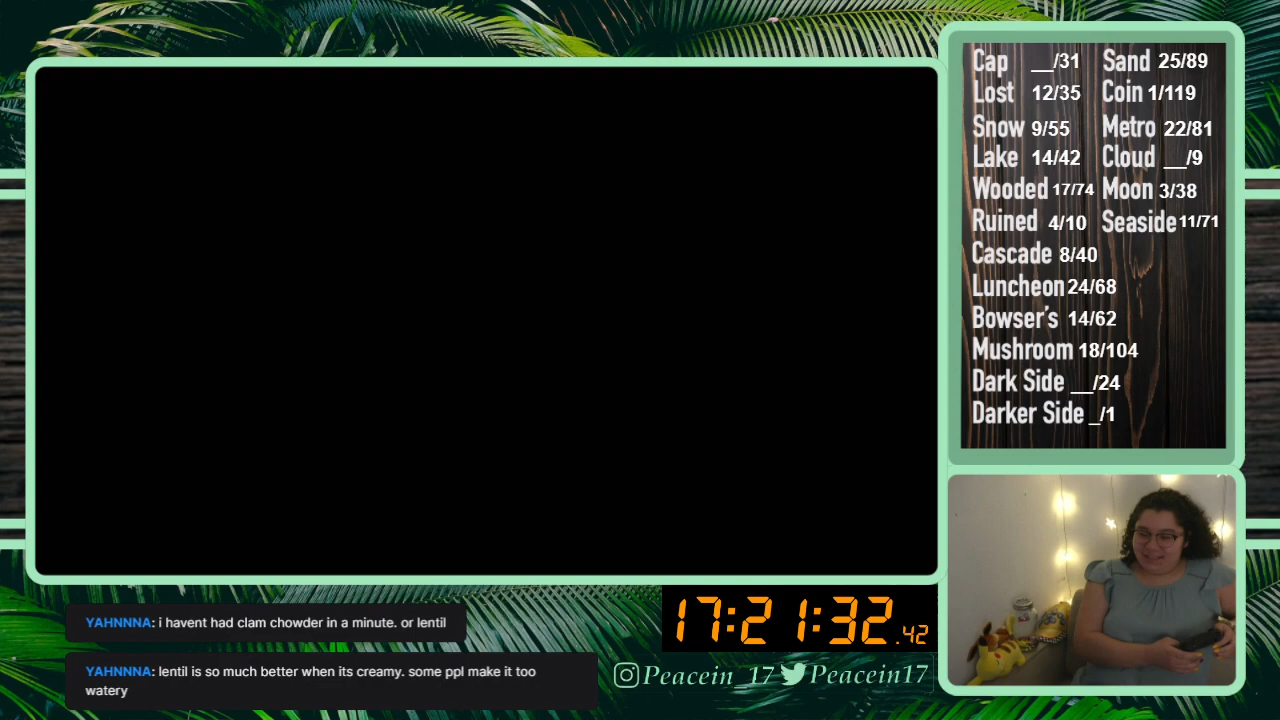 Cap __/31 Sand 25/89
Lost 12/35 Coin 1/119
Snow 9/55 Metro 22/81
Lake 14/42 Cloud __/9
Wooded 17/74 Moon 3/38
Ruined 4/10 Seaside 11/71
Cascade 8/40
Luncheon 24/68
Bowser's 14/62
Mushroom 18/104
Dark Side __/24
Darker Side _/1
YAHNNNA: i havent had clam chowder in a minute. or lentil
YAHNNNA: lentil is so much better when its creamy. some ppl make it too
watery
17:21:32.42
Peacein_17 Peacein17